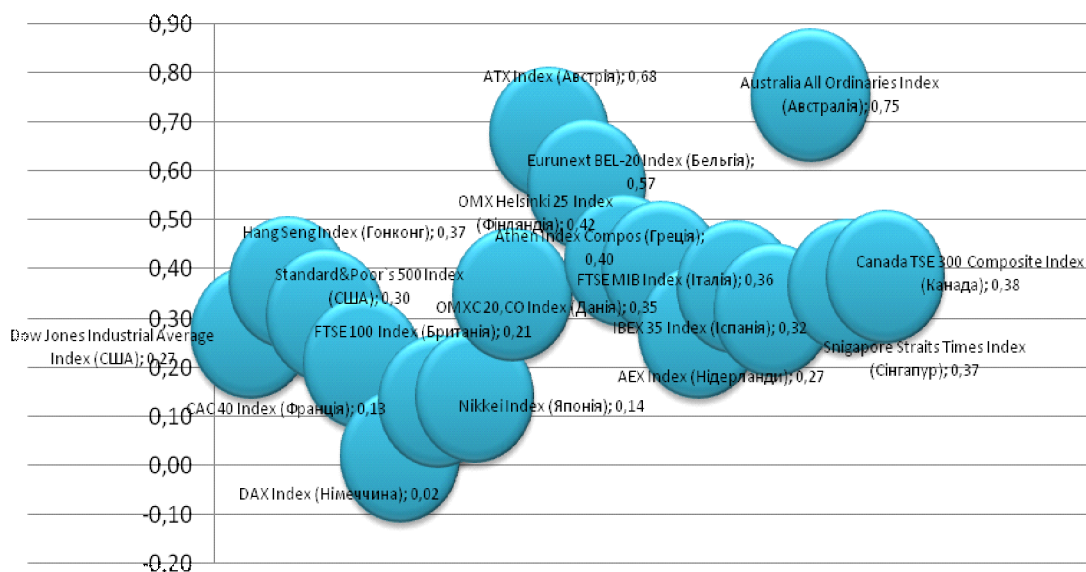 0,90
0,80
0,70
0,60
0,50
0,40
0,30
0,20
0,10
0,00
-0,10
-0,20
ATX Index (Австрія); 0,68
Australia All Ordinaries Index
(Австралія); 0,75
Eurunext BEL-20 Index (Бельгія);
0,57
OMX Helsinki 25 Index
(Фінляндія); 0,42
Hang Seng Index (Гонконг); 0,37
Athen Index Compos (Греція);
0,40
Standard&Poor`s 500 Index
(США); 0,30
FTSE MIB Index (Італія); 0,36
Canada TSE 300 Composite Index
(Канада); 0,38
OMXC20,CO Index (Данія); 0,35
Dow Jones Industrial Average
Index (США); 0,27
FTSE 100 Index (Британія); 0,21
IBEX 35 Index (Іспанія); 0,32
Snigapore Straits Times Index
(Сінгапур); 0,37
AEX Index (Нідерланди); 0,27
CAC 40 Index (Франція); 0,13
Nikkei Index (Японія); 0,14
DAX Index (Німеччина); 0,02